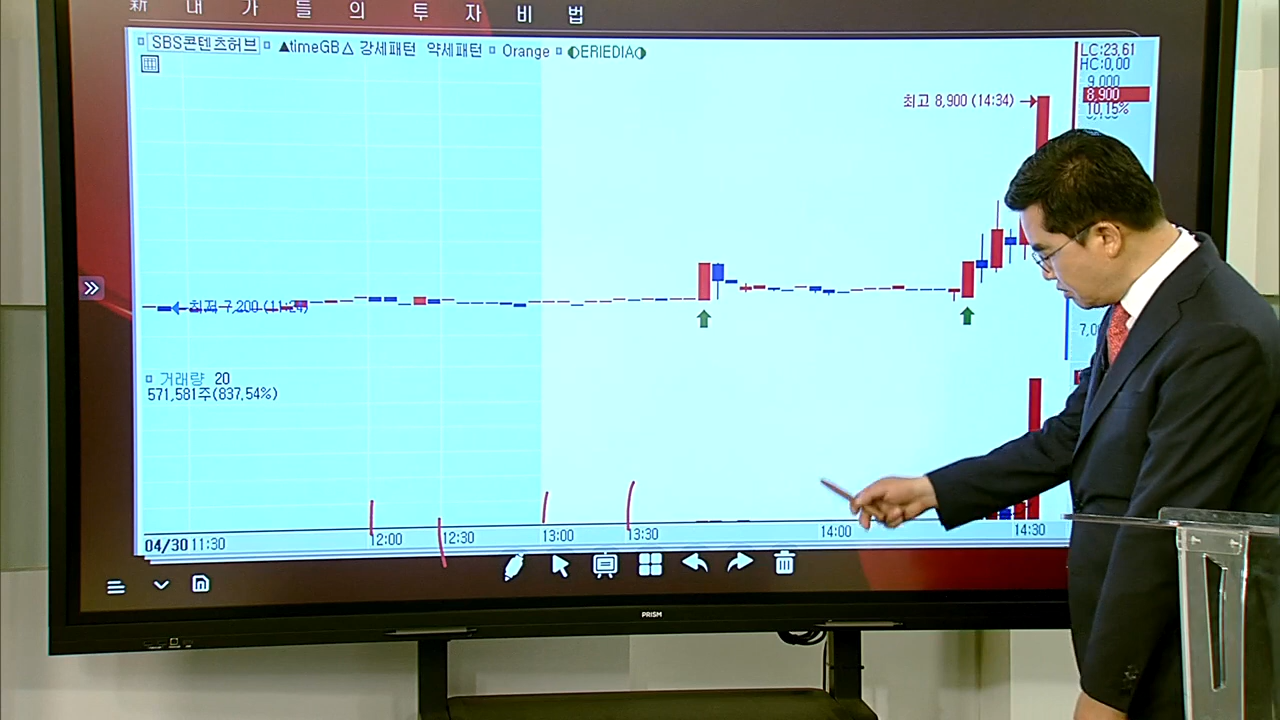 新 내 가 들 의 투 자 비 법
SBS콘텐츠허브 ▲timeGB△ 강세패턴 약세패턴 Orange ◐ERIEDIA◑
LC:23,61
HC:0,00
9,000
최고 8,900 (14:34)
8,900
10,15%
최저 7,200 (11:24)
거래량 20
571,581주(837,54%)
04/30 11:30 12:00 12:30 13:00 13:30 14:00 14:30
PRISM